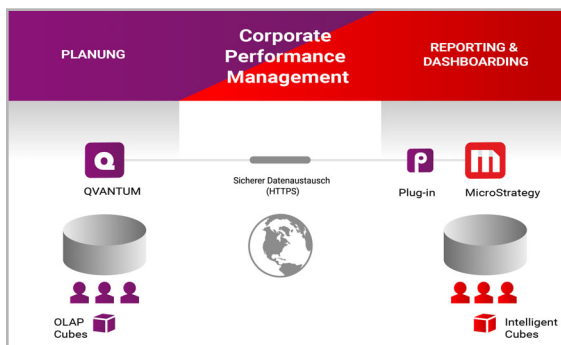 PLANUNG
Corporate
Performance
Management
REPORTING &
DASHBOARDING
QVANTUM
Sicherer Datenaustausch
(HTTPS)
Plug-in
MicroStrategy
OLAP
Cubes
Intelligent
Cubes